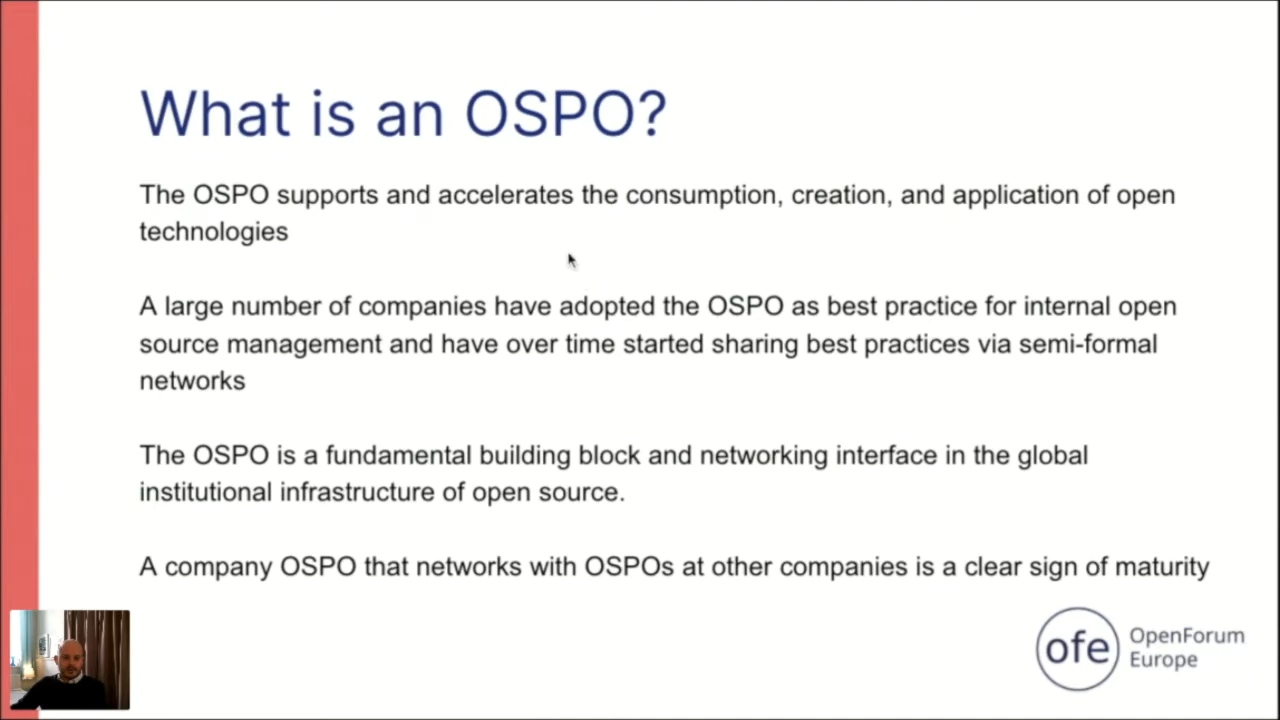 What is an OSPO?
The OSPO supports and accelerates the consumption, creation, and application of open
technologies
A large number of companies have adopted the OSPO as best practice for internal open
source management and have over time started sharing best practices via semi-formal
networks
The OSPO is a fundamental building block and networking interface in the global
institutional infrastructure of open source.
A company OSPO that networks with OSPOs at other companies is a clear sign of maturity
ofe
OpenForum
Europe